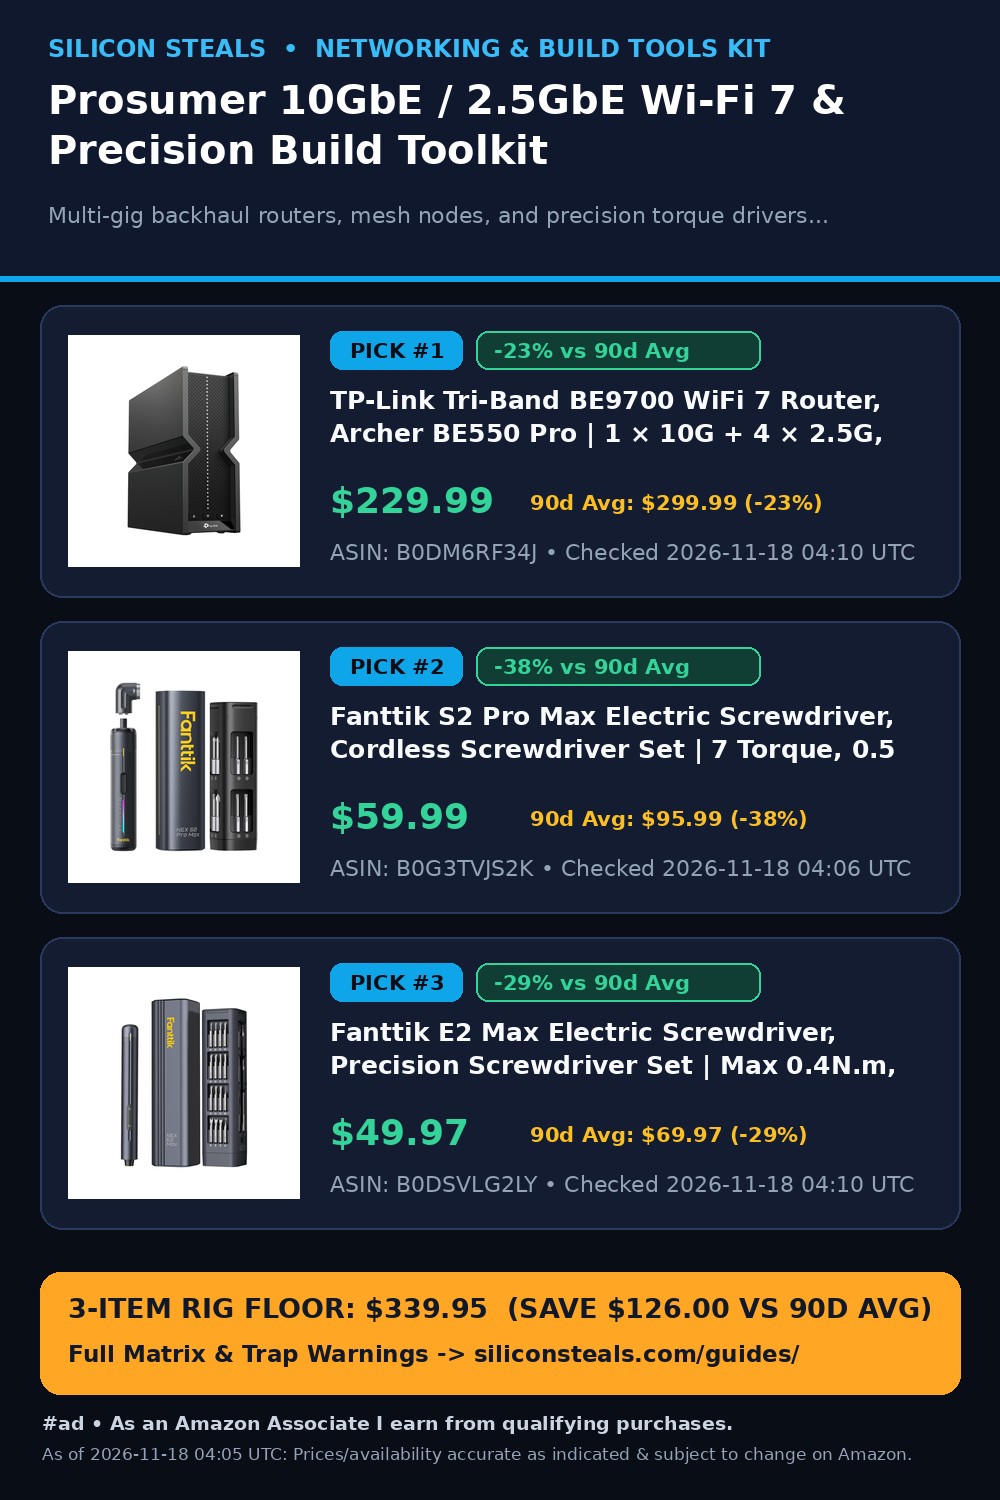 SILICON STEALS • NETWORKING & BUILD TOOLS KIT
Prosumer 10GbE / 2.5GbE Wi-Fi 7 &
Precision Build Toolkit
Multi-gig backhaul routers, mesh nodes, and precision torque drivers...
PICK #1
-23% vs 90d Avg
TP-Link Tri-Band BE9700 WiFi 7 Router,
Archer BE550 Pro | 1 × 10G + 4 × 2.5G,
$229.99
90d Avg: $299.99 (-23%)
ASIN: B0DM6RF34J • Checked 2026-11-18 04:10 UTC
Fanttik
NEX S2
Pro Max
Fanttik
PICK #2
-38% vs 90d Avg
Fanttik S2 Pro Max Electric Screwdriver,
Cordless Screwdriver Set | 7 Torque, 0.5
$59.99
90d Avg: $95.99 (-38%)
ASIN: B0G3TVJS2K • Checked 2026-11-18 04:06 UTC
Fanttik
PICK #3
-29% vs 90d Avg
Fanttik E2 Max Electric Screwdriver,
Precision Screwdriver Set | Max 0.4N.m,
$49.97
90d Avg: $69.97 (-29%)
ASIN: B0DSVLG2LY • Checked 2026-11-18 04:10 UTC
3-ITEM RIG FLOOR: $339.95 (SAVE $126.00 VS 90D AVG)
Full Matrix & Trap Warnings -> siliconsteals.com/guides/
#ad • As an Amazon Associate I earn from qualifying purchases.
As of 2026-11-18 04:05 UTC: Prices/availability accurate as indicated & subject to change on Amazon.